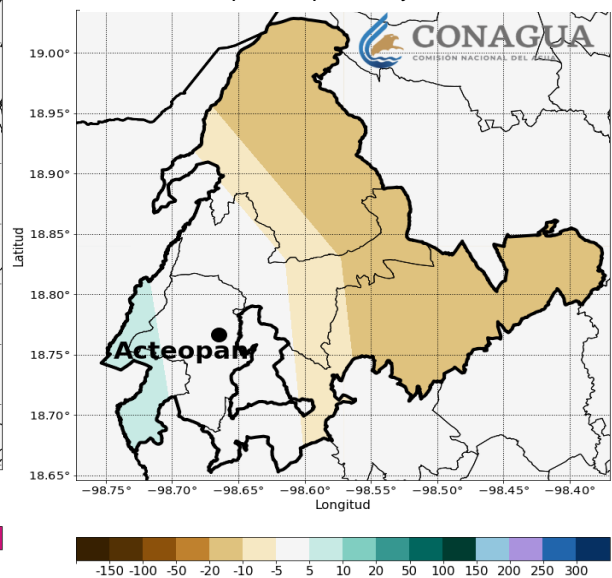 CONAGUA
COMISIÓN NACIONAL DEL AGUA
19.00°
18.95°
18.90°
18.85°
18.80°
18.75°
18.70°
18.65°
Latitud
Acteopan
−98.75° −98.70° −98.65° −98.60° −98.55° −98.50° −98.45° −98.40°
Longitud
-150 -100 -50 -20 -10 -5 5 10 20 50 100 150 200 250 300